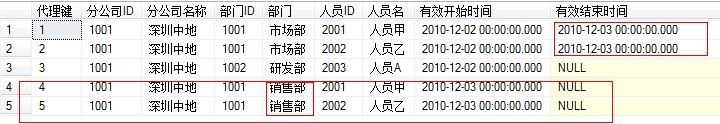 代理键 分公司ID 分公司名称 部门ID 部门 人员ID 人员名 有效开始时间 有效结束时间
1 1 1001 深圳中地 1001 市场部 2001 人员甲 2010-12-02 00:00:00.000 2010-12-03 00:00:00.000
2 2 1001 深圳中地 1001 市场部 2002 人员乙 2010-12-02 00:00:00.000 2010-12-03 00:00:00.000
3 3 1001 深圳中地 1002 研发部 2003 人员A 2010-12-02 00:00:00.000 NULL
4 4 1001 深圳中地 1001 销售部 2001 人员甲 2010-12-03 00:00:00.000 NULL
5 5 1001 深圳中地 1001 销售部 2002 人员乙 2010-12-03 00:00:00.000 NULL